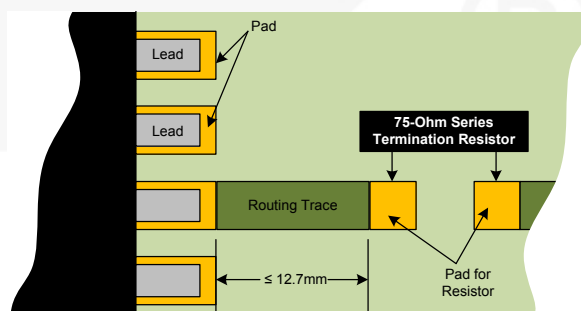 Pad
Lead
Lead
75-Ohm Series
Termination Resistor
Routing Trace
≤ 12.7mm
Pad for
Resistor